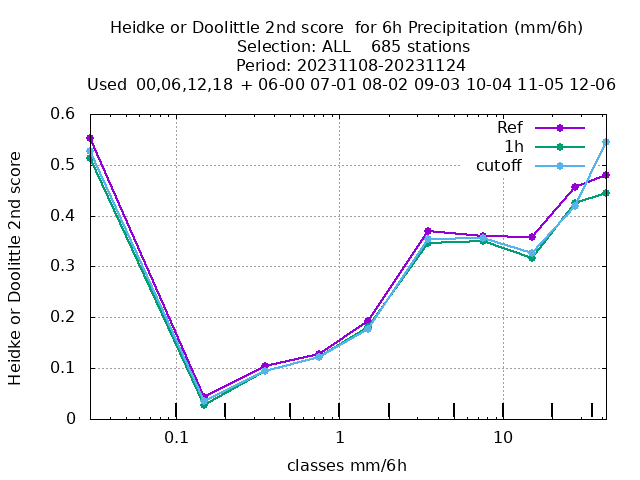 Heidke or Doolittle 2nd score  for 6h Precipitation (mm/6h)
Selection: ALL    685 stations
Period: 20231108-20231124
Used  00,06,12,18  + 06-00 07-01 08-02 09-03 10-04 11-05 12-06
Heidke or Doolittle 2nd score
0.6
0.5
0.4
0.3
0.2
0.1
0
Ref
1h
cutoff
0.1
1
10
classes mm/6h